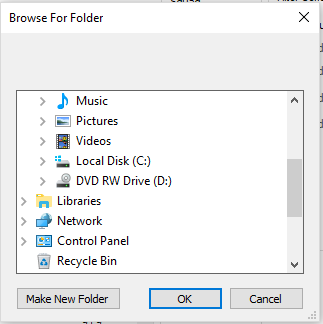 Browse For Folder
Music
Pictures
Videos
Local Disk (C:)
DVD RW Drive (D:)
Libraries
Network
Control Panel
Recycle Bin
Make New Folder
OK
Cancel